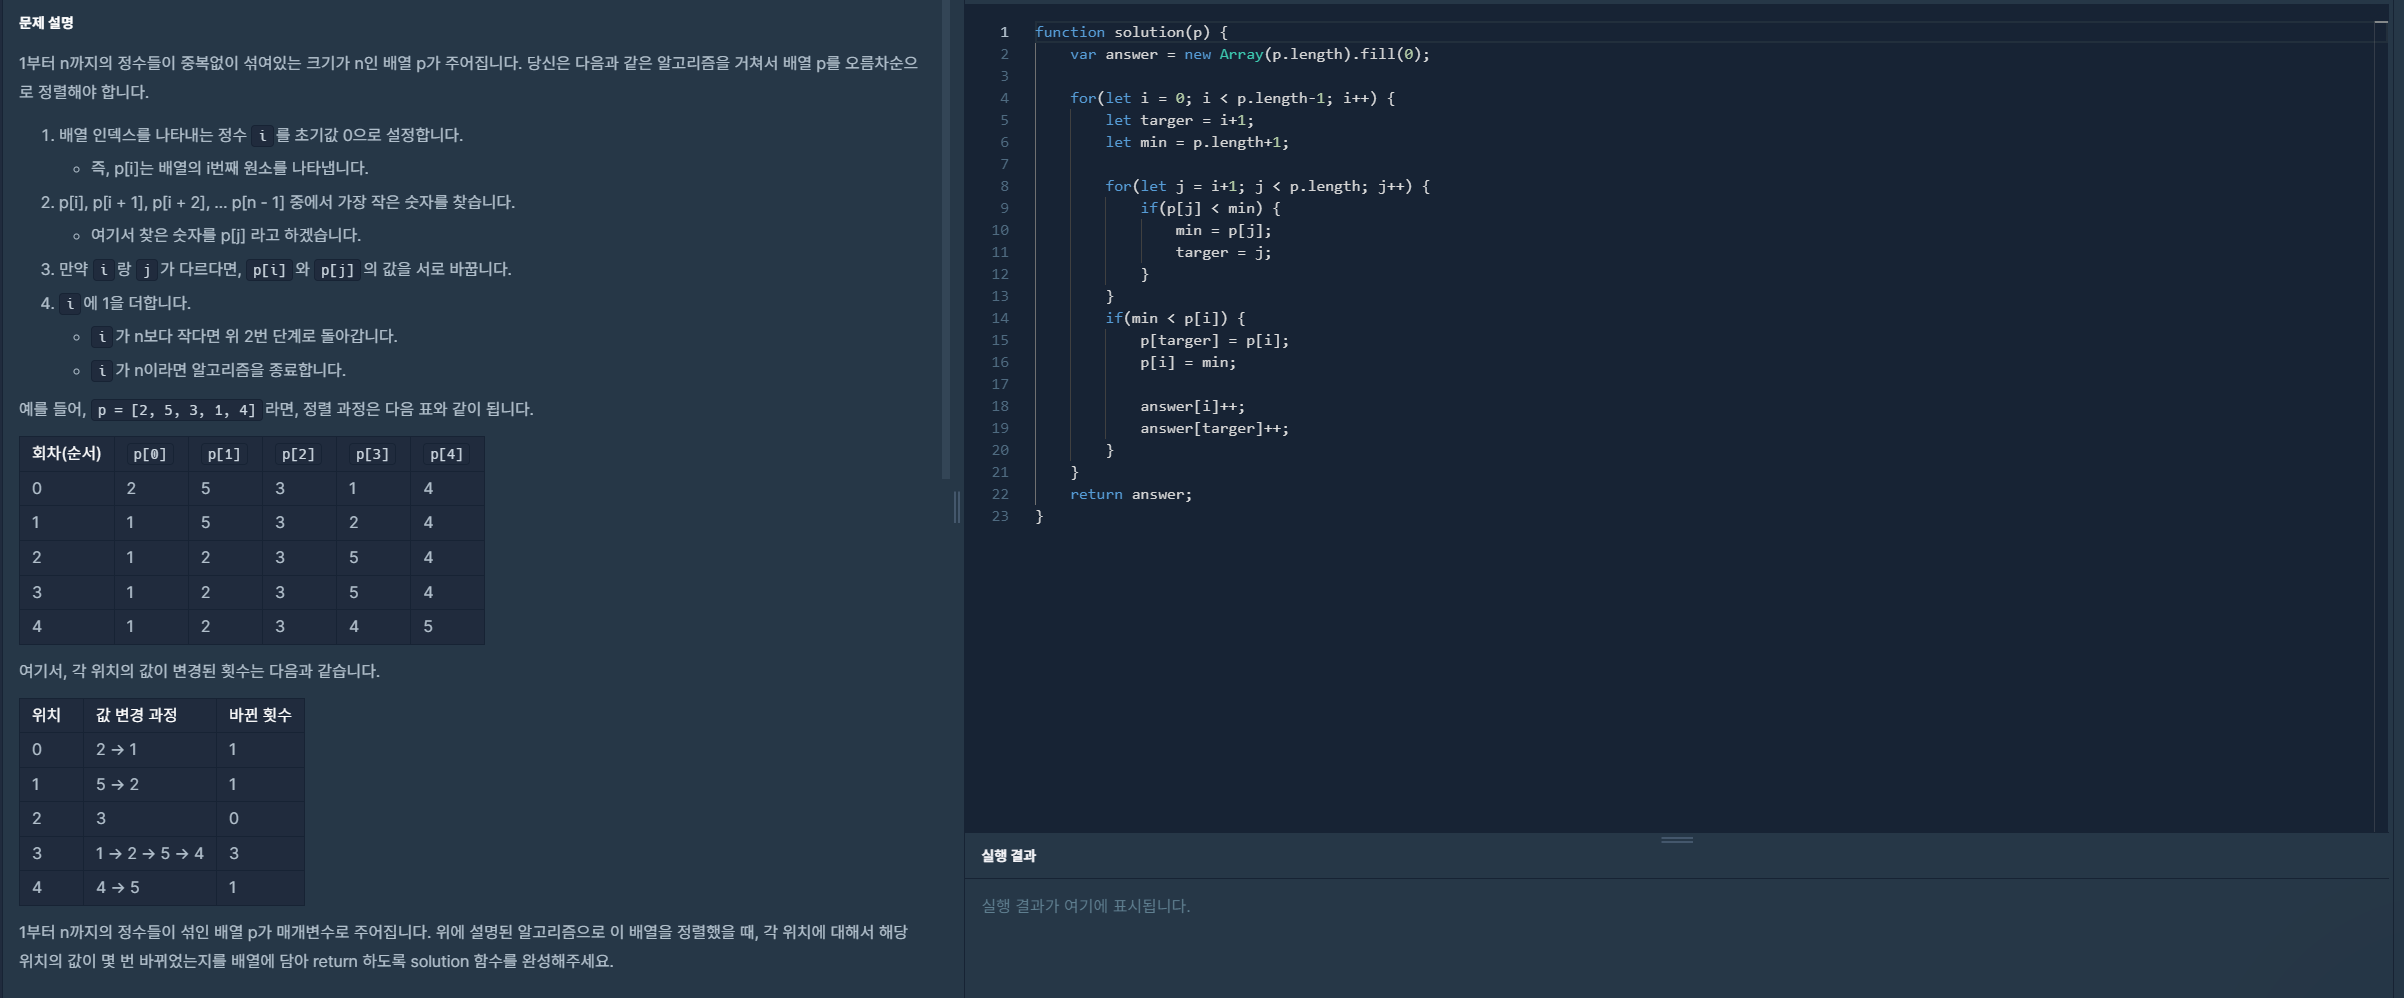 문제 설명
1부터 n까지의 정수들이 중복없이 섞여있는 크기가 n인 배열 p가 주어집니다. 당신은 다음과 같은 알고리즘을 거쳐서 배열 p를 오름차순으
로 정렬해야 합니다.
1. 배열 인덱스를 나타내는 정수 i 를 초기값 0으로 설정합니다.
◦ 즉, p[i]는 배열의 i번째 원소를 나타냅니다.
2. p[i], p[i + 1], p[i + 2], ... p[n - 1] 중에서 가장 작은 숫자를 찾습니다.
◦ 여기서 찾은 숫자를 p[j] 라고 하겠습니다.
3. 만약 i 랑 j 가 다르다면, p[i] 와 p[j] 의 값을 서로 바꿉니다.
4. i 에 1을 더합니다.
◦ i 가 n보다 작다면 위 2번 단계로 돌아갑니다.
◦ i 가 n이라면 알고리즘을 종료합니다.
예를 들어, p = [2, 5, 3, 1, 4] 라면, 정렬 과정은 다음 표와 같이 됩니다.
회차(순서) p[0] p[1] p[2] p[3] p[4]
0 2 5 3 1 4
1 1 5 3 2 4
2 1 2 3 5 4
3 1 2 3 5 4
4 1 2 3 4 5
여기서, 각 위치의 값이 변경된 횟수는 다음과 같습니다.
위치 값 변경 과정 바뀐 횟수
0 2 → 1 1
1 5 → 2 1
2 3 0
3 1 → 2 → 5 → 4 3
4 4 → 5 1
1부터 n까지의 정수들이 섞인 배열 p가 매개변수로 주어집니다. 위에 설명된 알고리즘으로 이 배열을 정렬했을 때, 각 위치에 대해서 해당
위치의 값이 몇 번 바뀌었는지를 배열에 담아 return 하도록 solution 함수를 완성해주세요.
1 function solution(p) {
2     var answer = new Array(p.length).fill(0);
3
4     for(let i = 0; i < p.length-1; i++) {
5         let targer = i+1;
6         let min = p.length+1;
7
8         for(let j = i+1; j < p.length; j++) {
9             if(p[j] < min) {
10                 min = p[j];
11                 targer = j;
12             }
13         }
14         if(min < p[i]) {
15             p[targer] = p[i];
16             p[i] = min;
17
18             answer[i]++;
19             answer[targer]++;
20         }
21     }
22     return answer;
23 }
실행 결과
실행 결과가 여기에 표시됩니다.